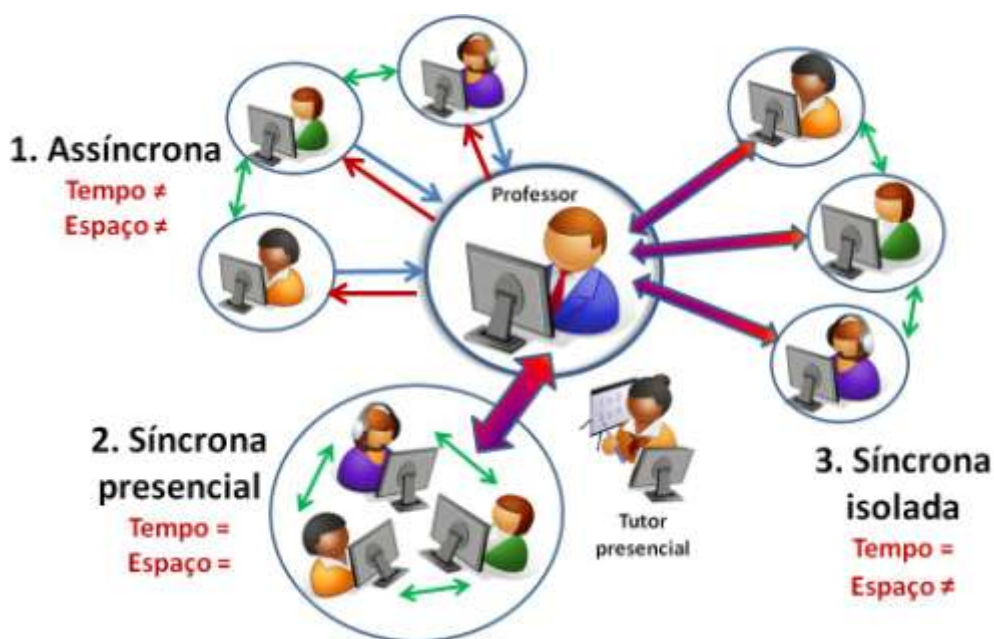 1. Assíncrona
Tempo ≠
Espaço ≠
Professor
2. Síncrona
presencial
Tempo =
Espaço =
Tutor
presencial
3. Síncrona
isolada
Tempo =
Espaço ≠